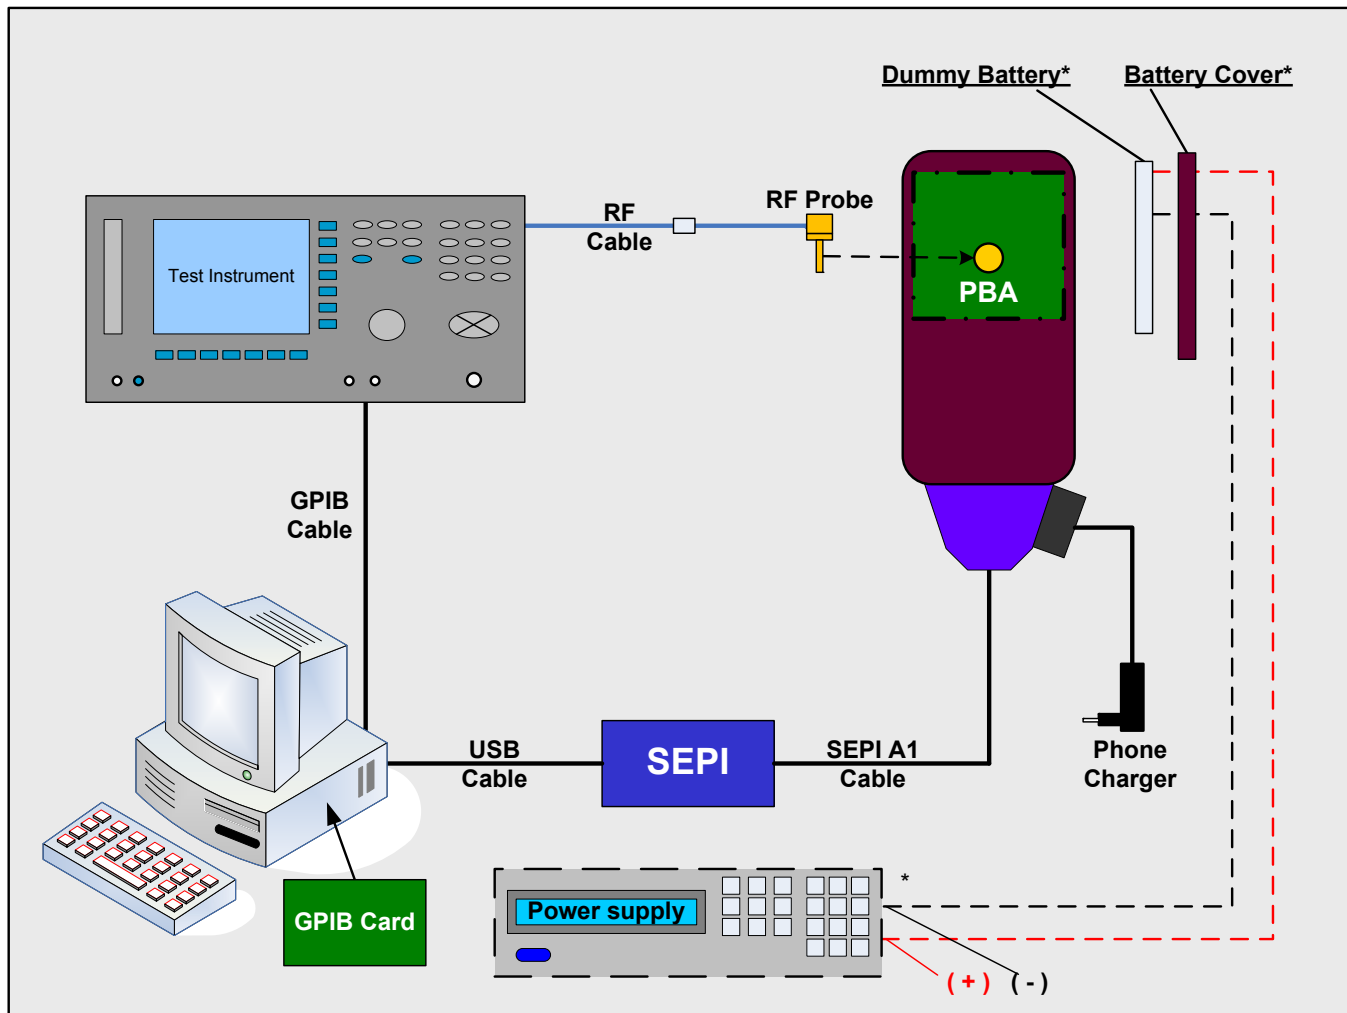 Dummy Battery*
Battery Cover*
RF Probe
RF
Cable
Test Instrument
PBA
GPIB
Cable
USB
Cable
SEPI
SEPI A1
Cable
Phone
Charger
GPIB Card
Power supply
*
( + )
( - )